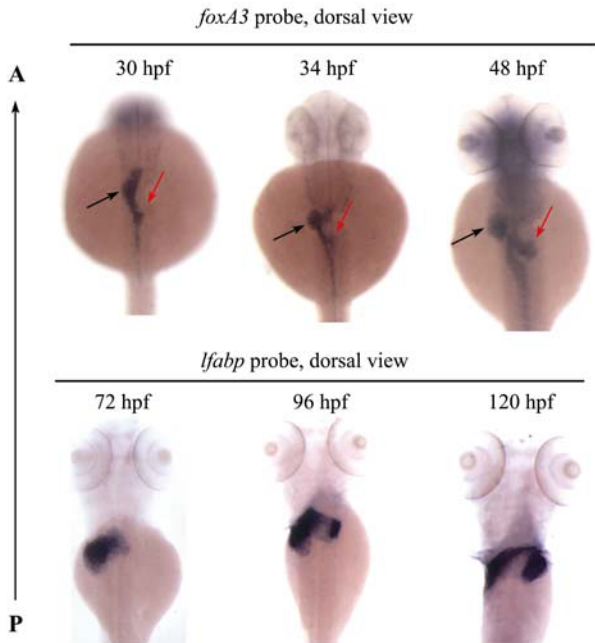 foxA3 probe, dorsal view
30 hpf
34 hpf
48 hpf
A
lfabp probe, dorsal view
72 hpf
96 hpf
120 hpf
P